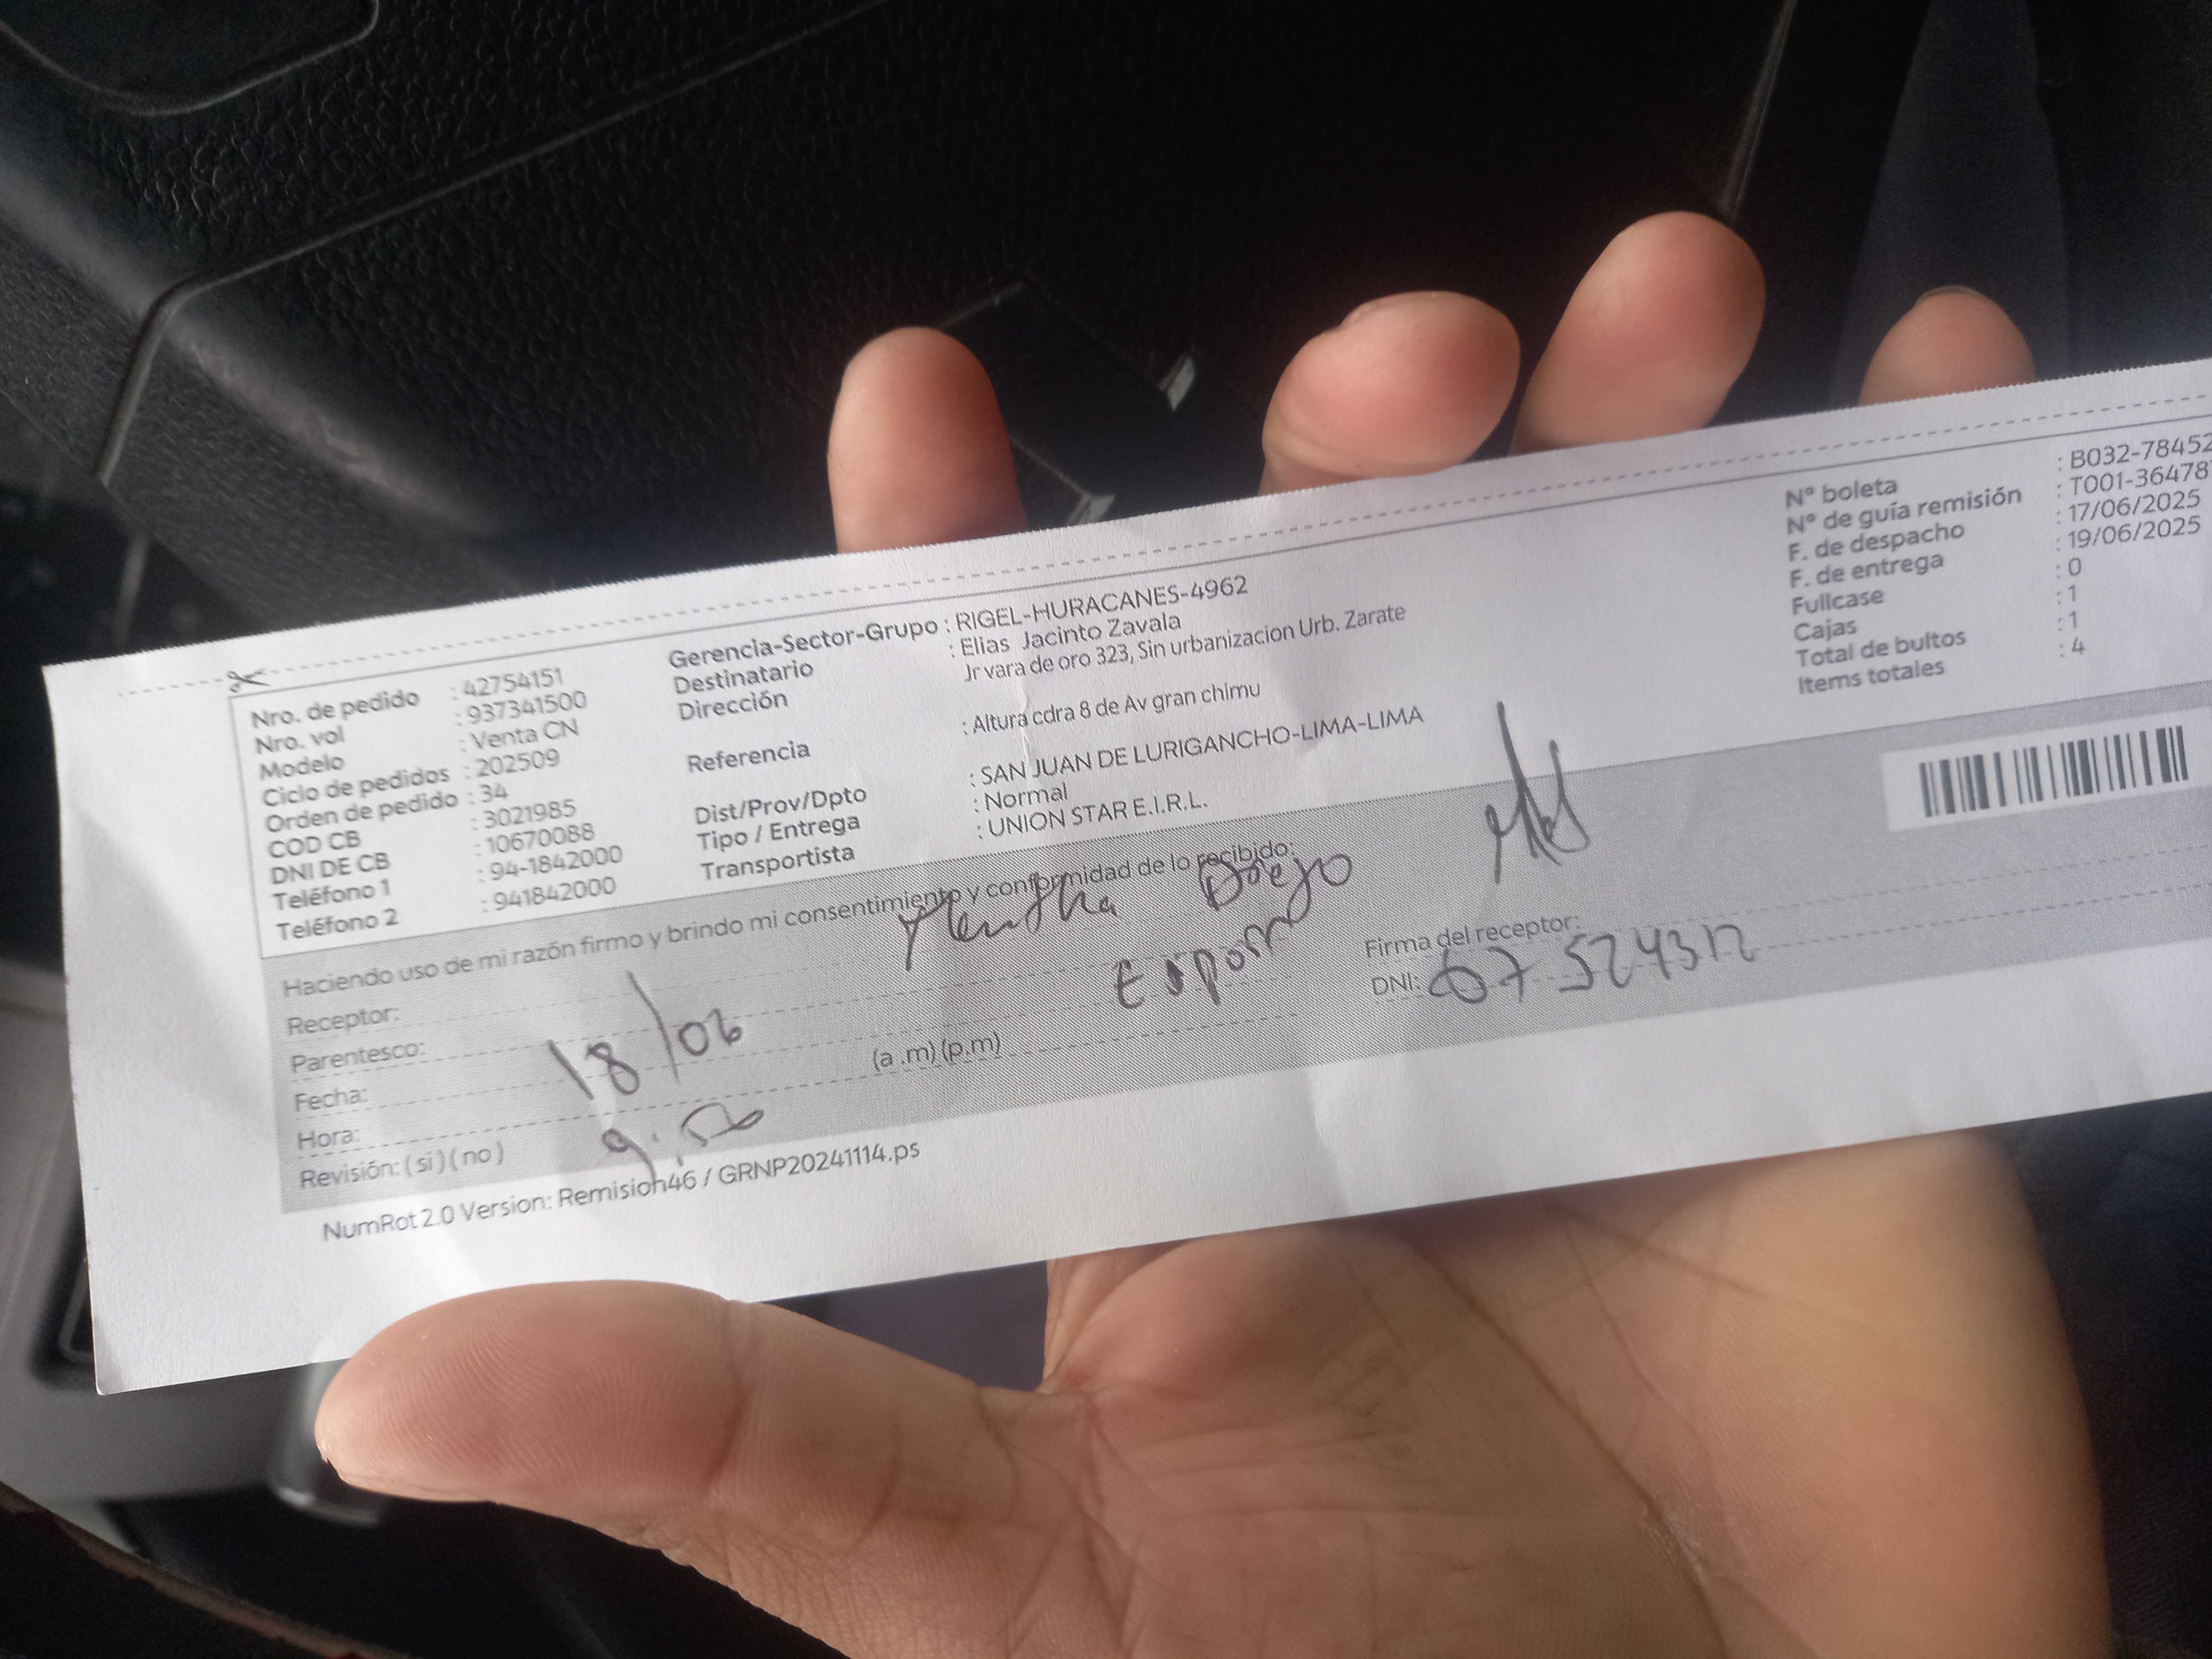 Nro. de pedido : 42754151
Nro. vol : 937341500
Modelo : Venta CN
Ciclo de pedidos : 202509
Orden de pedido : 34
COD CB : 3021985
DNI DE CB : 10670088
Teléfono 1 : 94-1842000
Teléfono 2 : 941842000
Gerencia-Sector-Grupo : RIGEL-HURACANES-4962
Destinatario : Elias Jacinto Zavala
Dirección Jr vara de oro 323, Sin urbanizacion Urb. Zarate
Referencia : Altura cdra 8 de Av gran chimu
Dist/Prov/Dpto : SAN JUAN DE LURIGANCHO-LIMA-LIMA
Tipo / Entrega : Normal
Transportista : UNION STAR E.I.R.L.
N° boleta : B032-78452
N° de guía remisión : T001-36478
F. de despacho : 17/06/2025
F. de entrega : 19/06/2025
Fullcase : 0
Cajas : 1
Total de bultos : 1
Items totales : 4
Haciendo uso de mi razón firmo y brindo mi consentimiento y conformidad de lo recibido:
Receptor:
Parentesco:
Fecha: 18/06
Hora: 9:50 (a .m) (p.m)
Revisión: ( si ) ( no )
Firma del receptor:
DNI: 07524312
NumRot 2.0 Version: Remision46 / GRNP20241114.ps